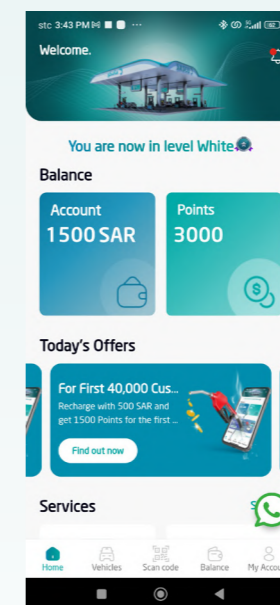 stc 3:43 PM
Welcome.
You are now in level White
Balance
Account
1500 SAR
Points
3000
Today's Offers
For First 40,000 Cus...
Recharge with 500 SAR and
get 1500 Points for the first ...
Find out now
Services
Home Vehicles Scan code Balance My Accou